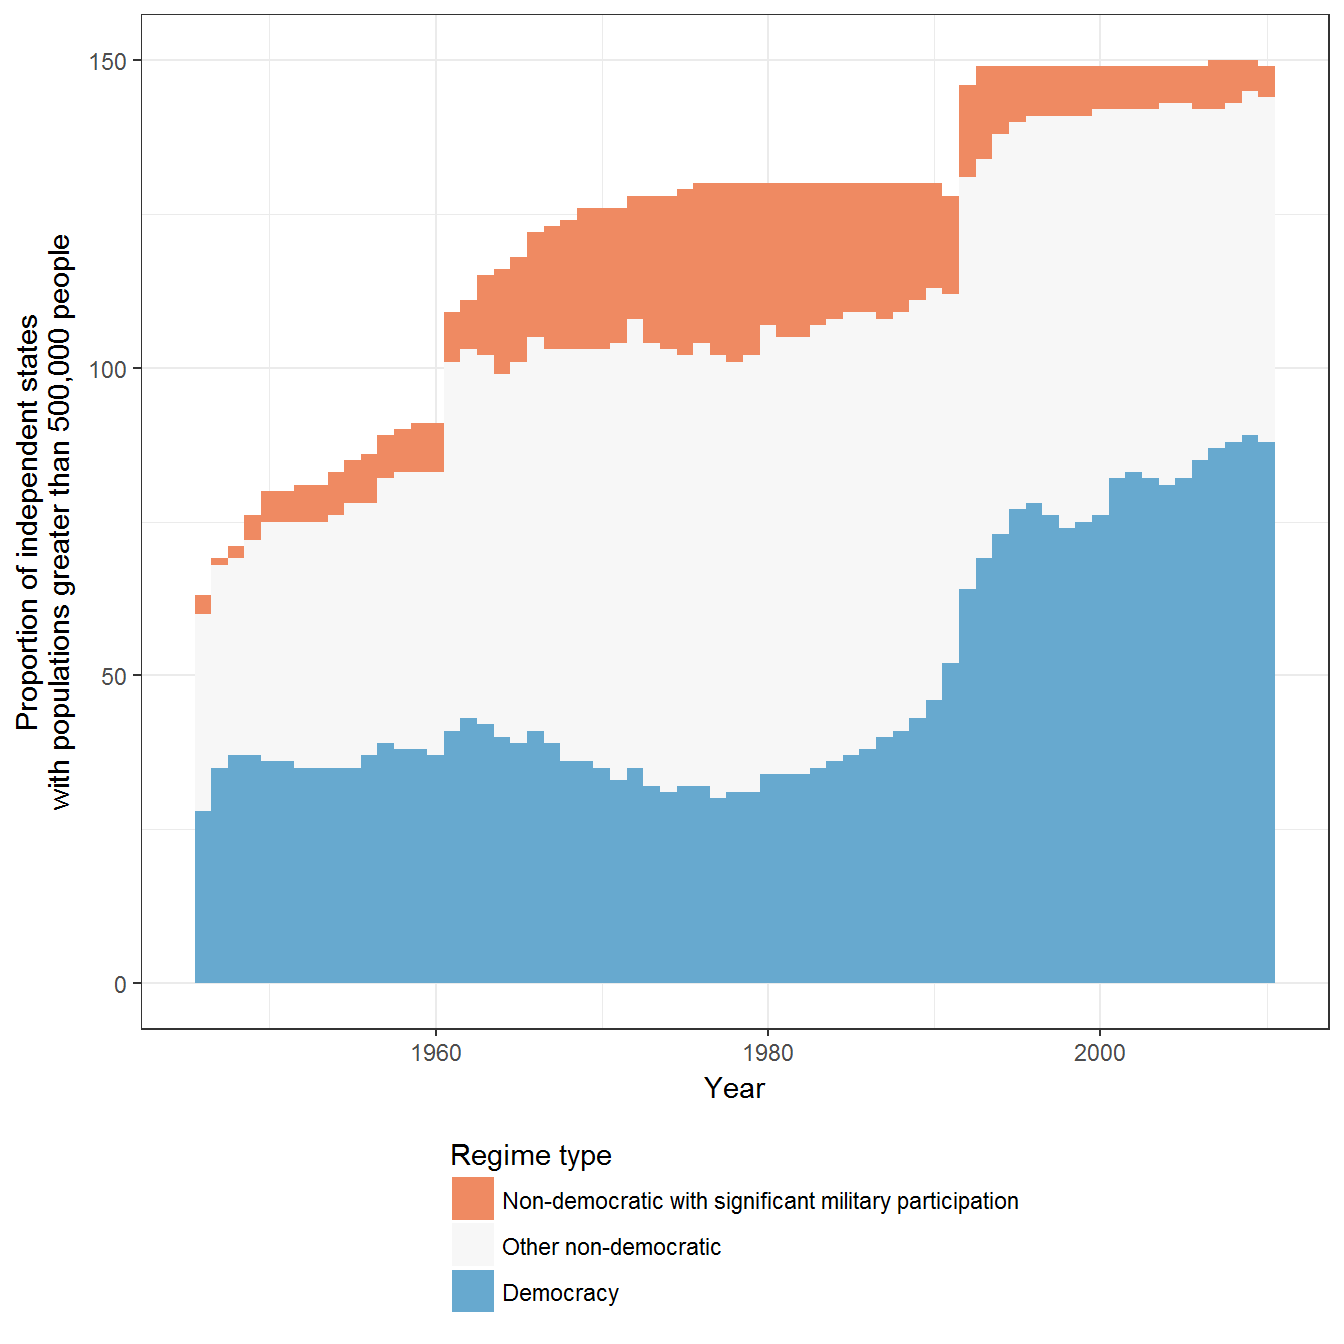 Proportion of independent states
with populations greater than 500,000 people
150
100
50
0
1960
1980
2000
Year
Regime type
Non-democratic with significant military participation
Other non-democratic
Democracy